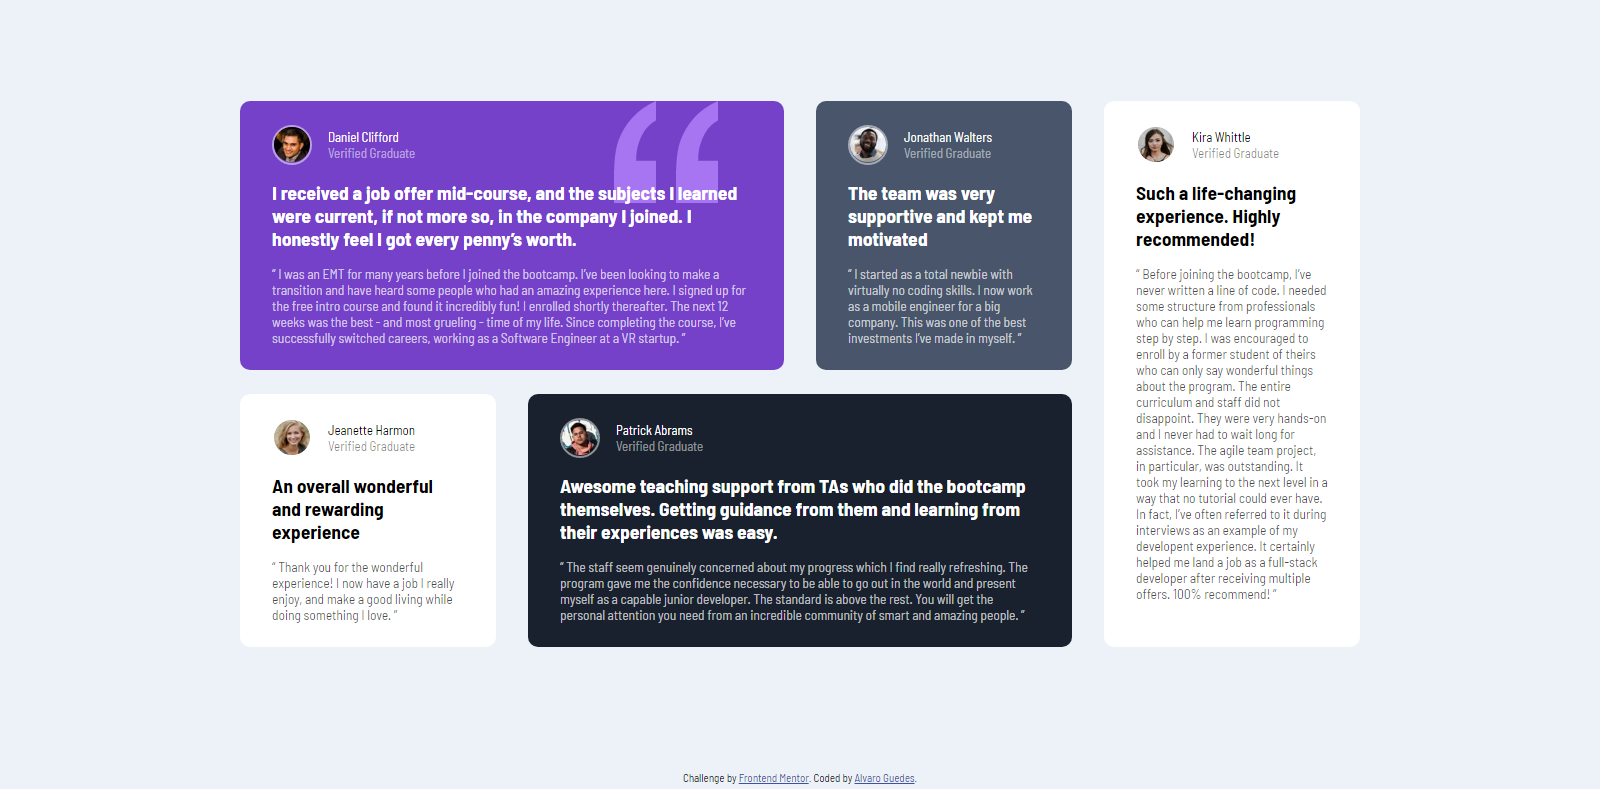 Daniel Clifford
Verified Graduate
I received a job offer mid-course, and the subjects I learned
were current, if not more so, in the company I joined. I
honestly feel I got every penny’s worth.
“ I was an EMT for many years before I joined the bootcamp. I’ve been looking to make a
transition and have heard some people who had an amazing experience here. I signed up for
the free intro course and found it incredibly fun! I enrolled shortly thereafter. The next 12
weeks was the best - and most grueling - time of my life. Since completing the course, I’ve
successfully switched careers, working as a Software Engineer at a VR startup. ”
Jonathan Walters
Verified Graduate
The team was very
supportive and kept me
motivated
“ I started as a total newbie with
virtually no coding skills. I now work
as a mobile engineer for a big
company. This was one of the best
investments I’ve made in myself. ”
Kira Whittle
Verified Graduate
Such a life-changing
experience. Highly
recommended!
“ Before joining the bootcamp, I’ve
never written a line of code. I needed
some structure from professionals
who can help me learn programming
step by step. I was encouraged to
enroll by a former student of theirs
who can only say wonderful things
about the program. The entire
curriculum and staff did not
disappoint. They were very hands-on
and I never had to wait long for
assistance. The agile team project,
in particular, was outstanding. It
took my learning to the next level in a
way that no tutorial could ever have.
In fact, I’ve often referred to it during
interviews as an example of my
developent experience. It certainly
helped me land a job as a full-stack
developer after receiving multiple
offers. 100% recommend! ”
Jeanette Harmon
Verified Graduate
An overall wonderful
and rewarding
experience
“ Thank you for the wonderful
experience! I now have a job I really
enjoy, and make a good living while
doing something I love. ”
Patrick Abrams
Verified Graduate
Awesome teaching support from TAs who did the bootcamp
themselves. Getting guidance from them and learning from
their experiences was easy.
“ The staff seem genuinely concerned about my progress which I find really refreshing. The
program gave me the confidence necessary to be able to go out in the world and present
myself as a capable junior developer. The standard is above the rest. You will get the
personal attention you need from an incredible community of smart and amazing people. ”
Challenge by Frontend Mentor. Coded by Alvaro Guedes.